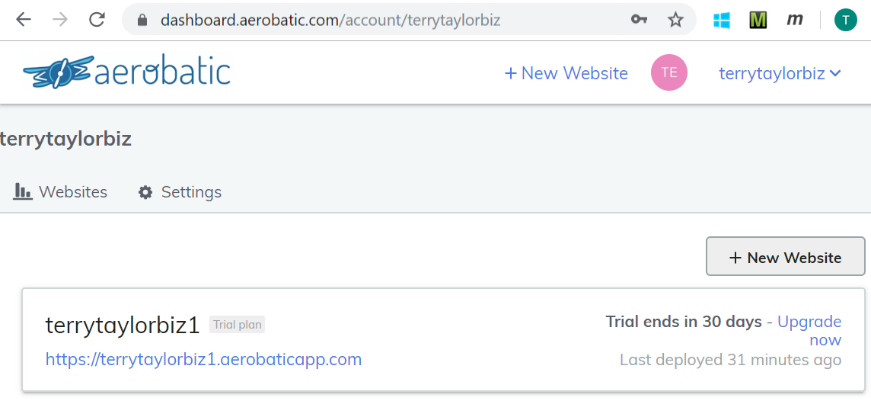 dashboard.aerobatic.com/account/terrytaylorbiz
M
m
T
aerobatic
+ New Website
TE
terrytaylorbiz
terrytaylorbiz
Websites
Settings
+ New Website
terrytaylorbiz1 Trial plan
Trial ends in 30 days - Upgrade
now
https://terrytaylorbiz1.aerobaticapp.com
Last deployed 31 minutes ago